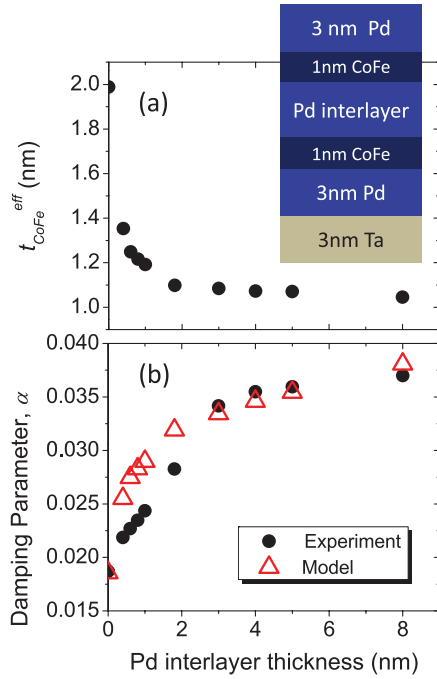 3 nm Pd
1nm CoFe
Pd interlayer
1nm CoFe
3nm Pd
3nm Ta
(a)
2.0
1.8
1.6
1.4
1.2
1.0
t_CoFe^eff (nm)
(b)
0.040
0.035
0.030
0.025
0.020
0.015
Damping Parameter, α
Experiment
Model
0 2 4 6 8
Pd interlayer thickness (nm)